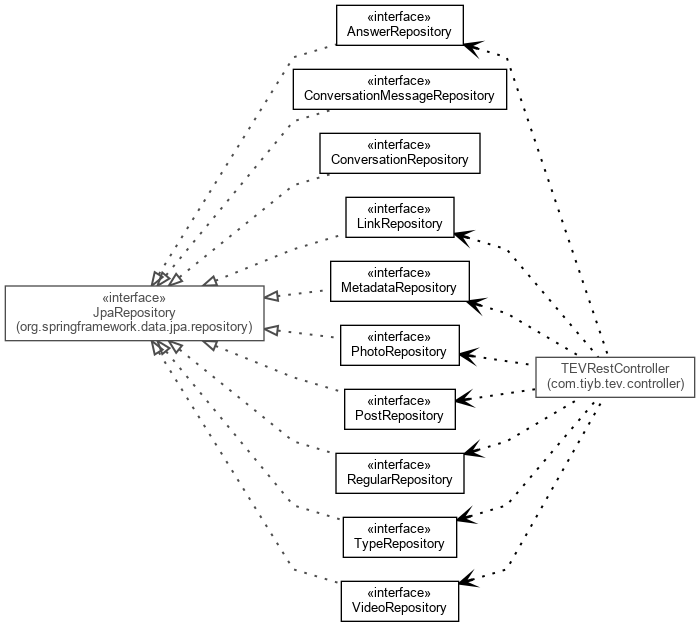 «interface»
AnswerRepository
«interface»
ConversationMessageRepository
«interface»
ConversationRepository
«interface»
LinkRepository
«interface»
MetadataRepository
«interface»
JpaRepository
(org.springframework.data.jpa.repository)
«interface»
PhotoRepository
TEVRestController
(com.tiyb.tev.controller)
«interface»
PostRepository
«interface»
RegularRepository
«interface»
TypeRepository
«interface»
VideoRepository